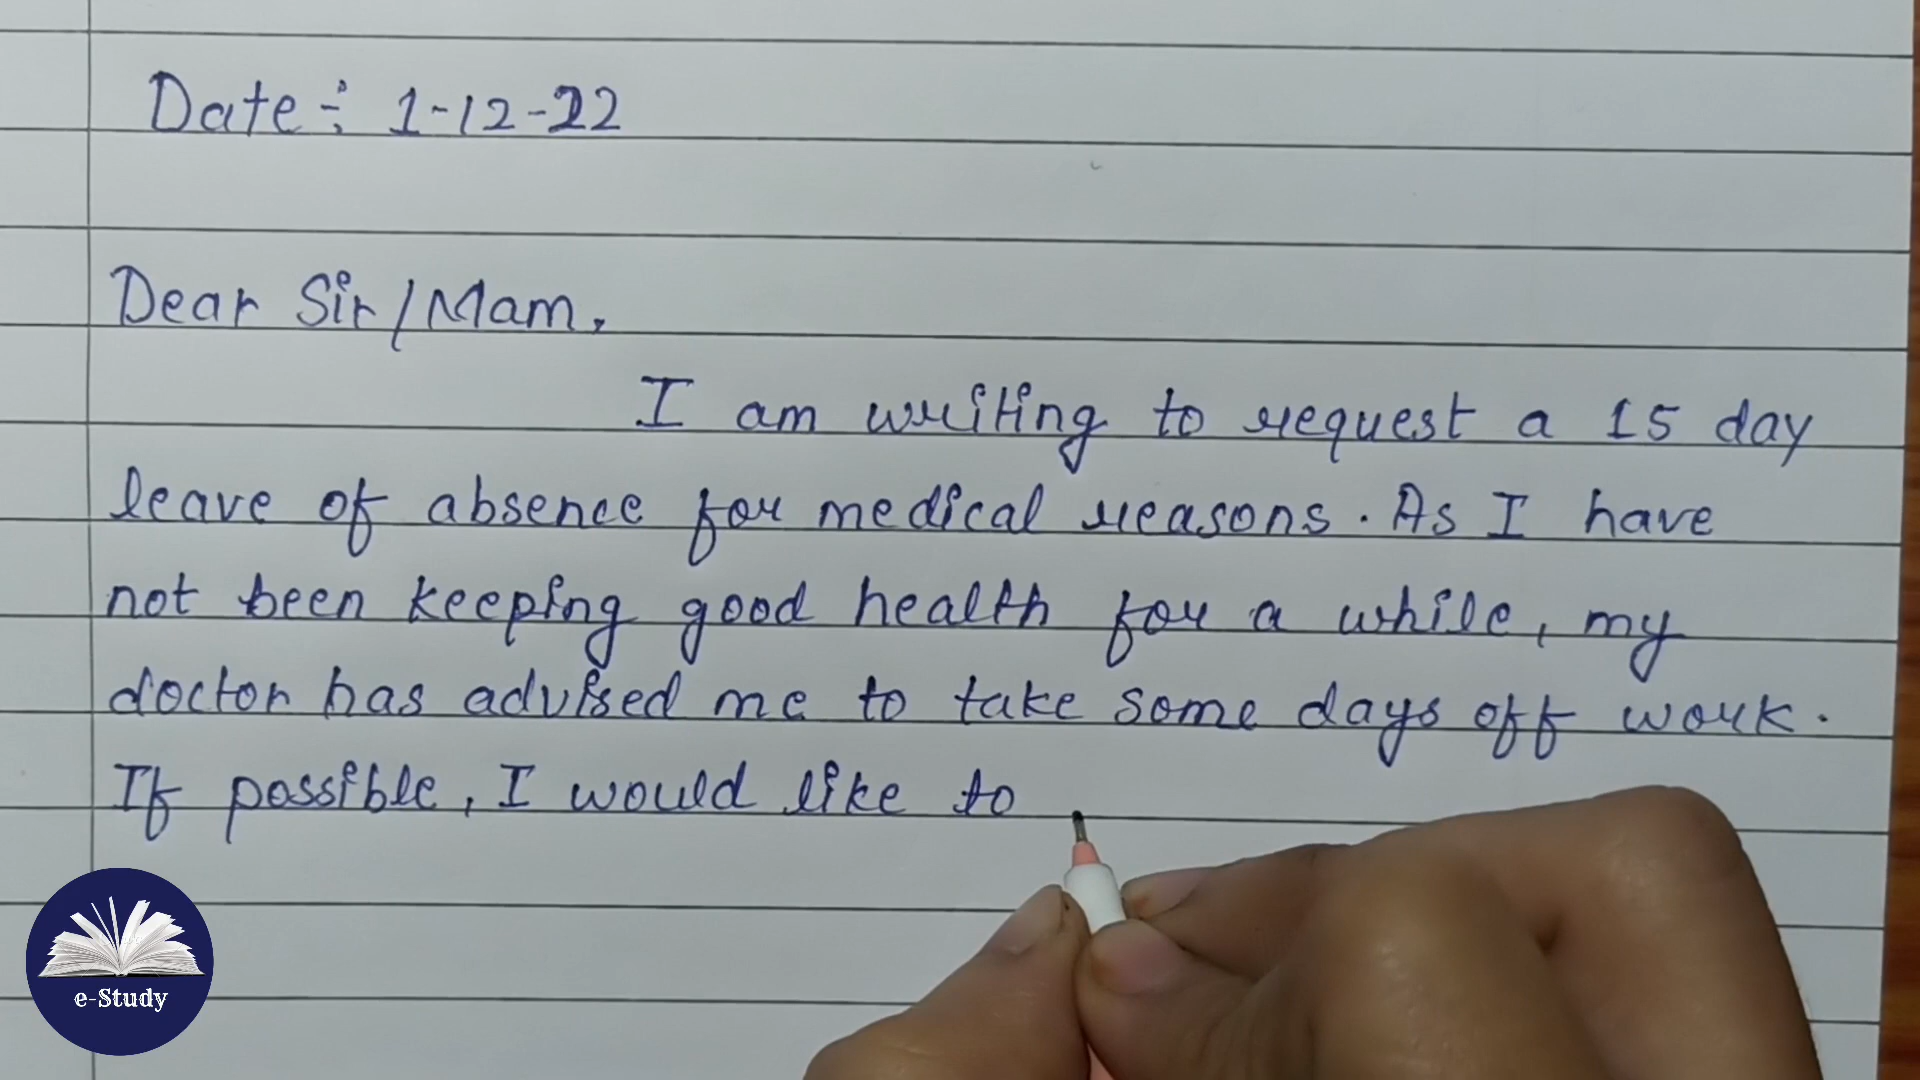 Date : 1-12-22
Dear Sir/Mam,
I am writing to request a 15 day
leave of absence for medical reasons. As I have
not been keeping good health for a while, my
doctor has advised me to take some days off work.
If possible, I would like to
e-Study